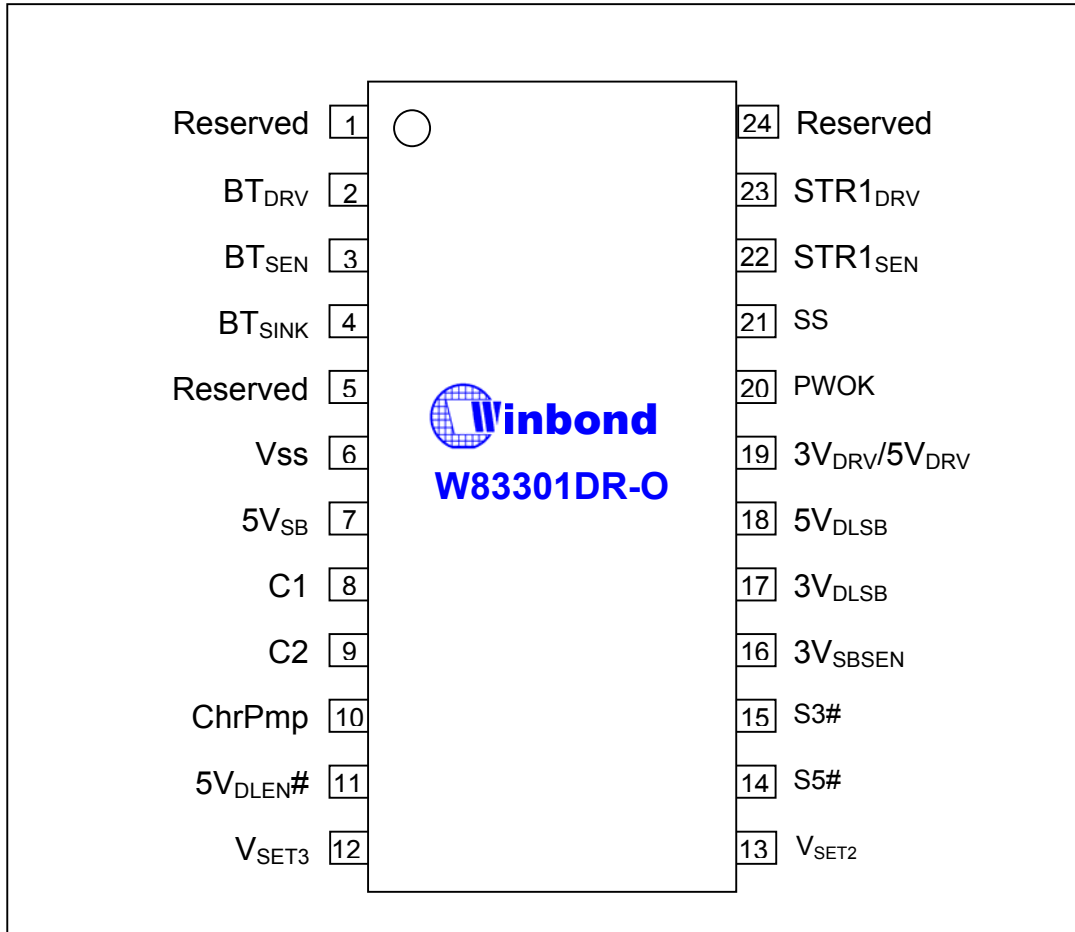 Reserved 1 24 Reserved
BTDRV 2 23 STR1DRV
BTSEN 3 22 STR1SEN
BTSINK 4 21 SS
Reserved 5 20 PWOK
Winbond
Vss 6 19 3VDRV/5VDRV
W83301DR-O
5VSB 7 18 5VDLSB
C1 8 17 3VDLSB
C2 9 16 3VSBSEN
ChrPmp 10 15 S3#
5VDLEN# 11 14 S5#
VSET3 12 13 VSET2